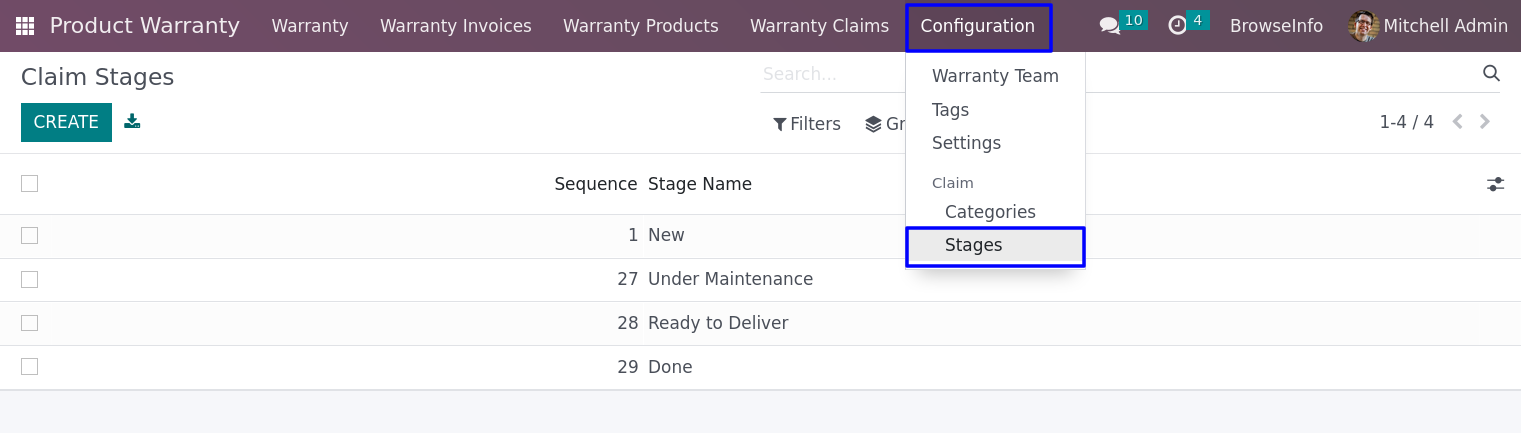 Product Warranty Warranty Warranty Invoices Warranty Products Warranty Claims Configuration 10 4 BrowseInfo Mitchell Admin
Claim Stages Search... Warranty Team
CREATE Filters Gr Tags 1-4 / 4
Settings
Claim
Sequence Stage Name
Categories
1 New Stages
27 Under Maintenance
28 Ready to Deliver
29 Done